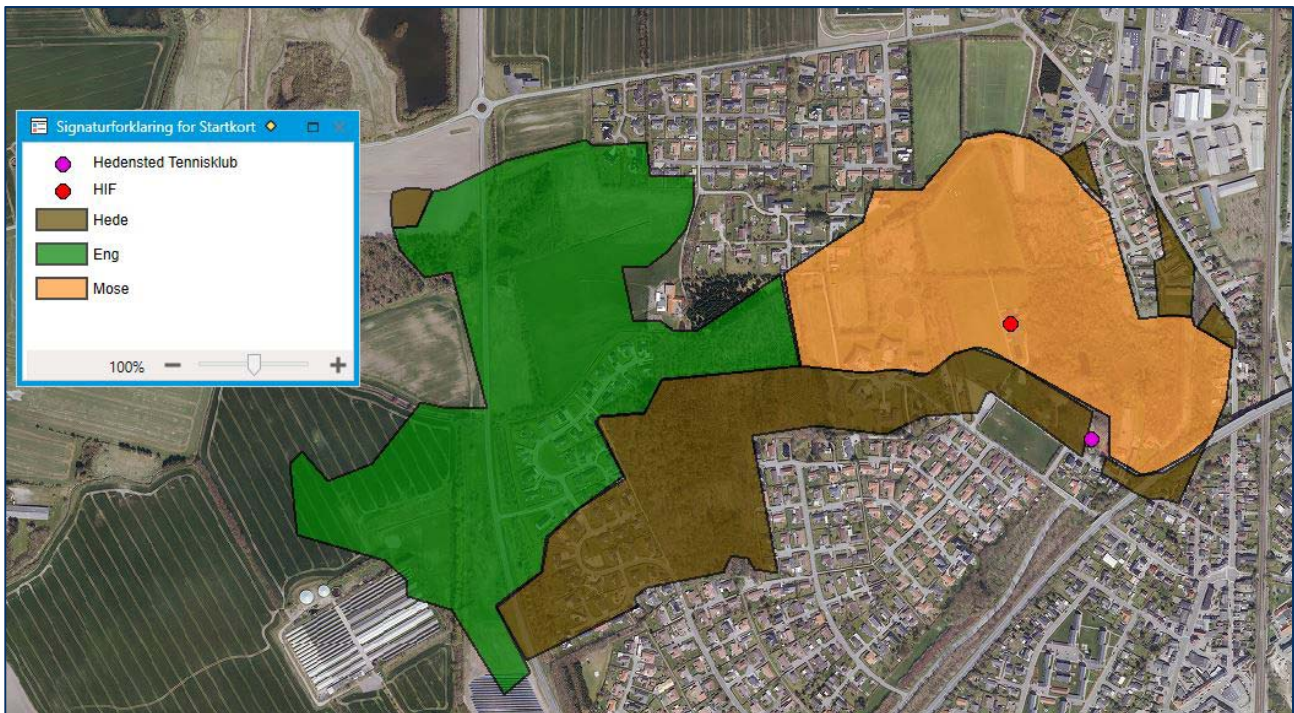 Signaturforklaring for Startkort
Hedensted Tennisklub
HIF
Hede
Eng
Mose
100%